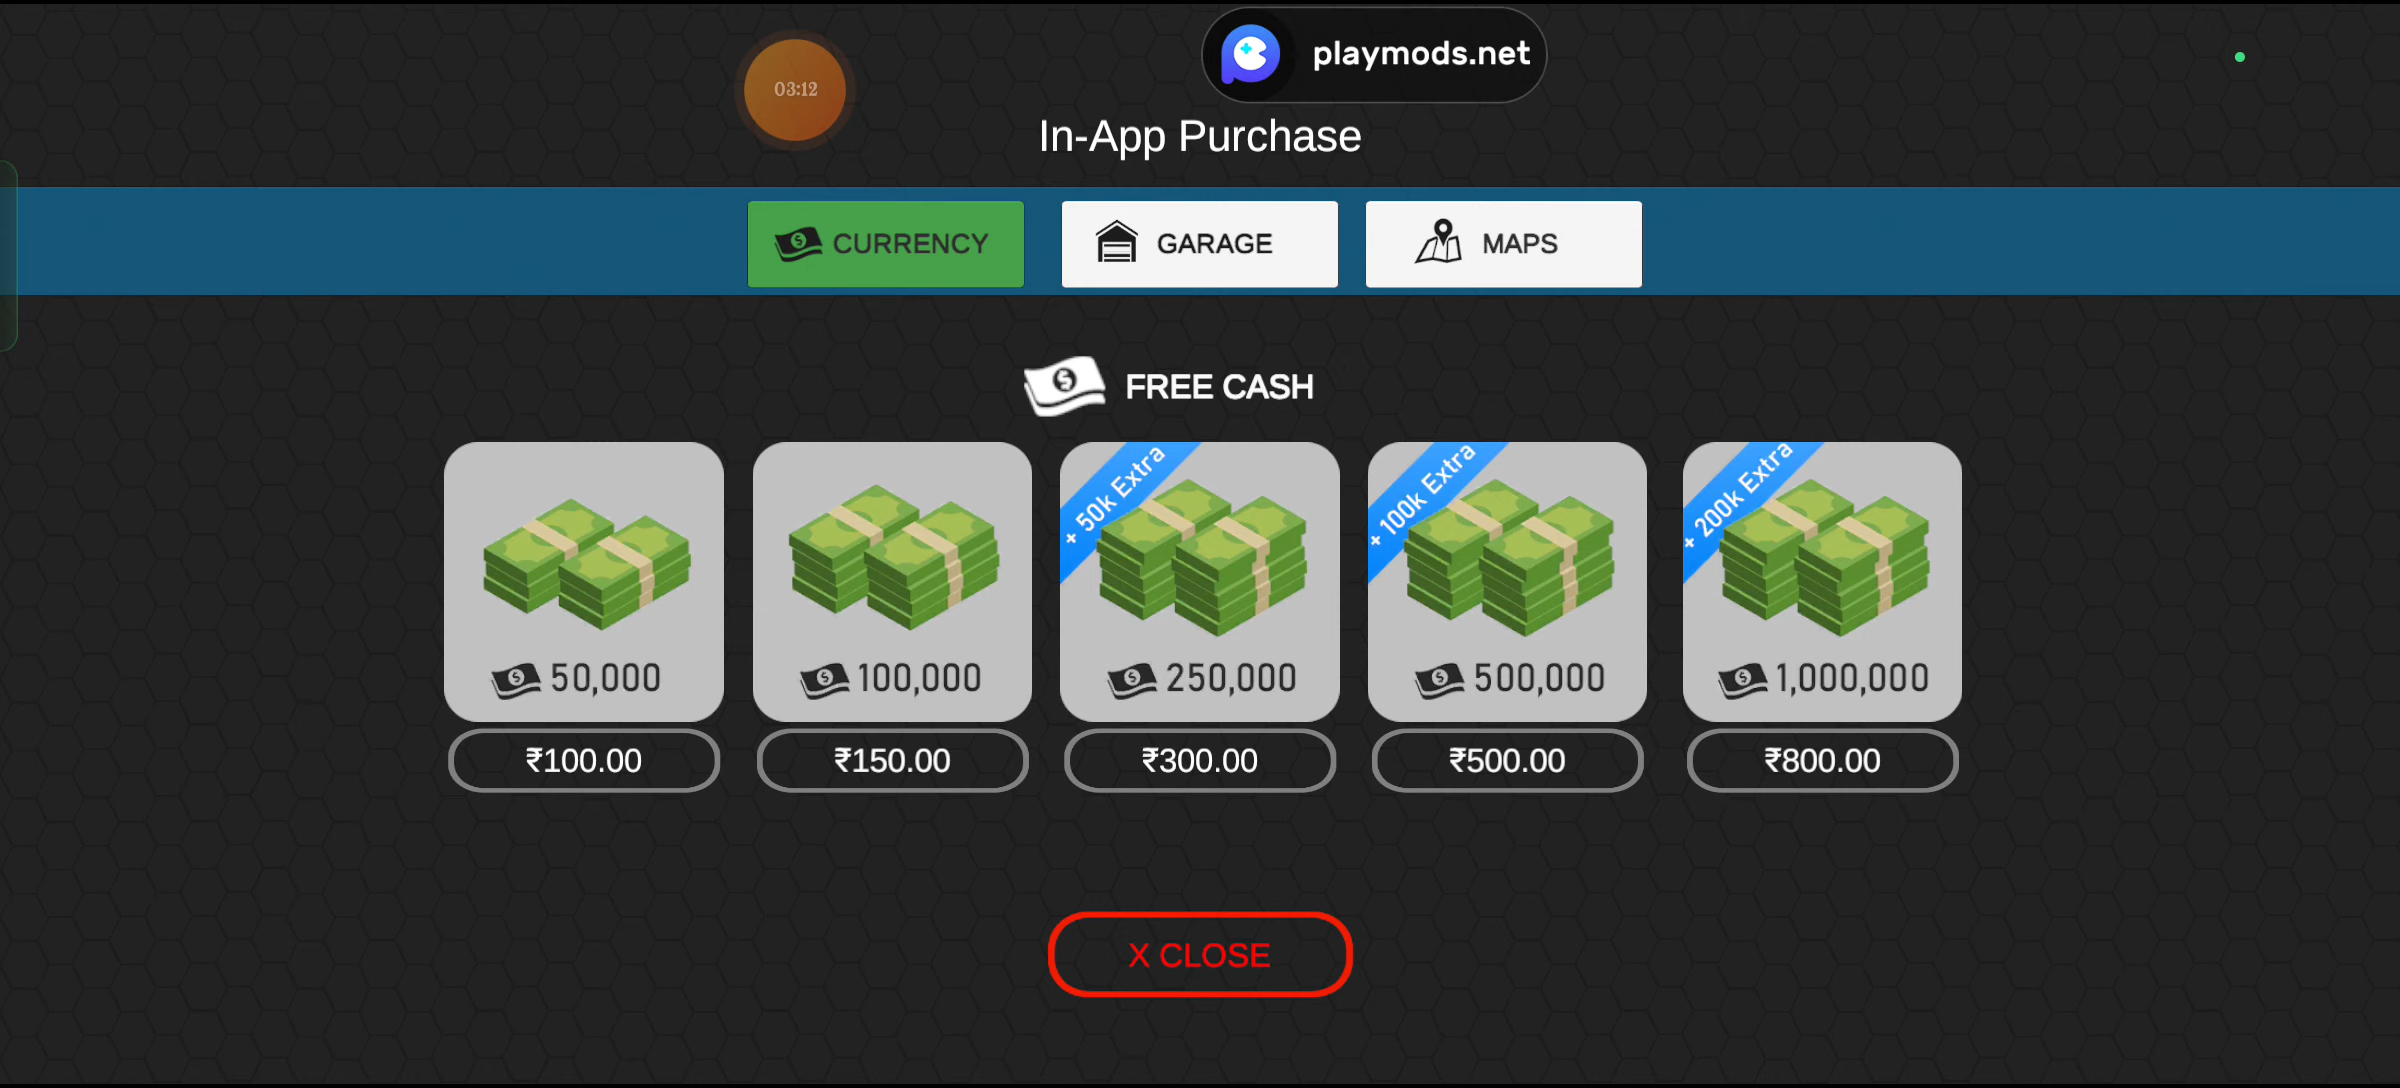 playmods.net
03:12
In-App Purchase
CURRENCY
GARAGE
MAPS
FREE CASH
+ 50k Extra
+ 100k Extra
+ 200k Extra
50,000
100,000
250,000
500,000
1,000,000
₹100.00
₹150.00
₹300.00
₹500.00
₹800.00
X CLOSE